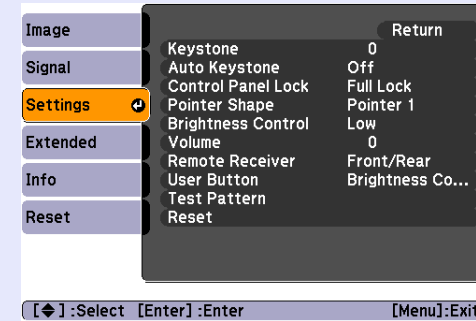 Image
Signal
Settings
Extended
Info
Reset
Return
Keystone 0
Auto Keystone Off
Control Panel Lock Full Lock
Pointer Shape Pointer 1
Brightness Control Low
Volume 0
Remote Receiver Front/Rear
User Button Brightness Co...
Test Pattern
Reset
[◆] :Select [Enter] :Enter [Menu]:Exit